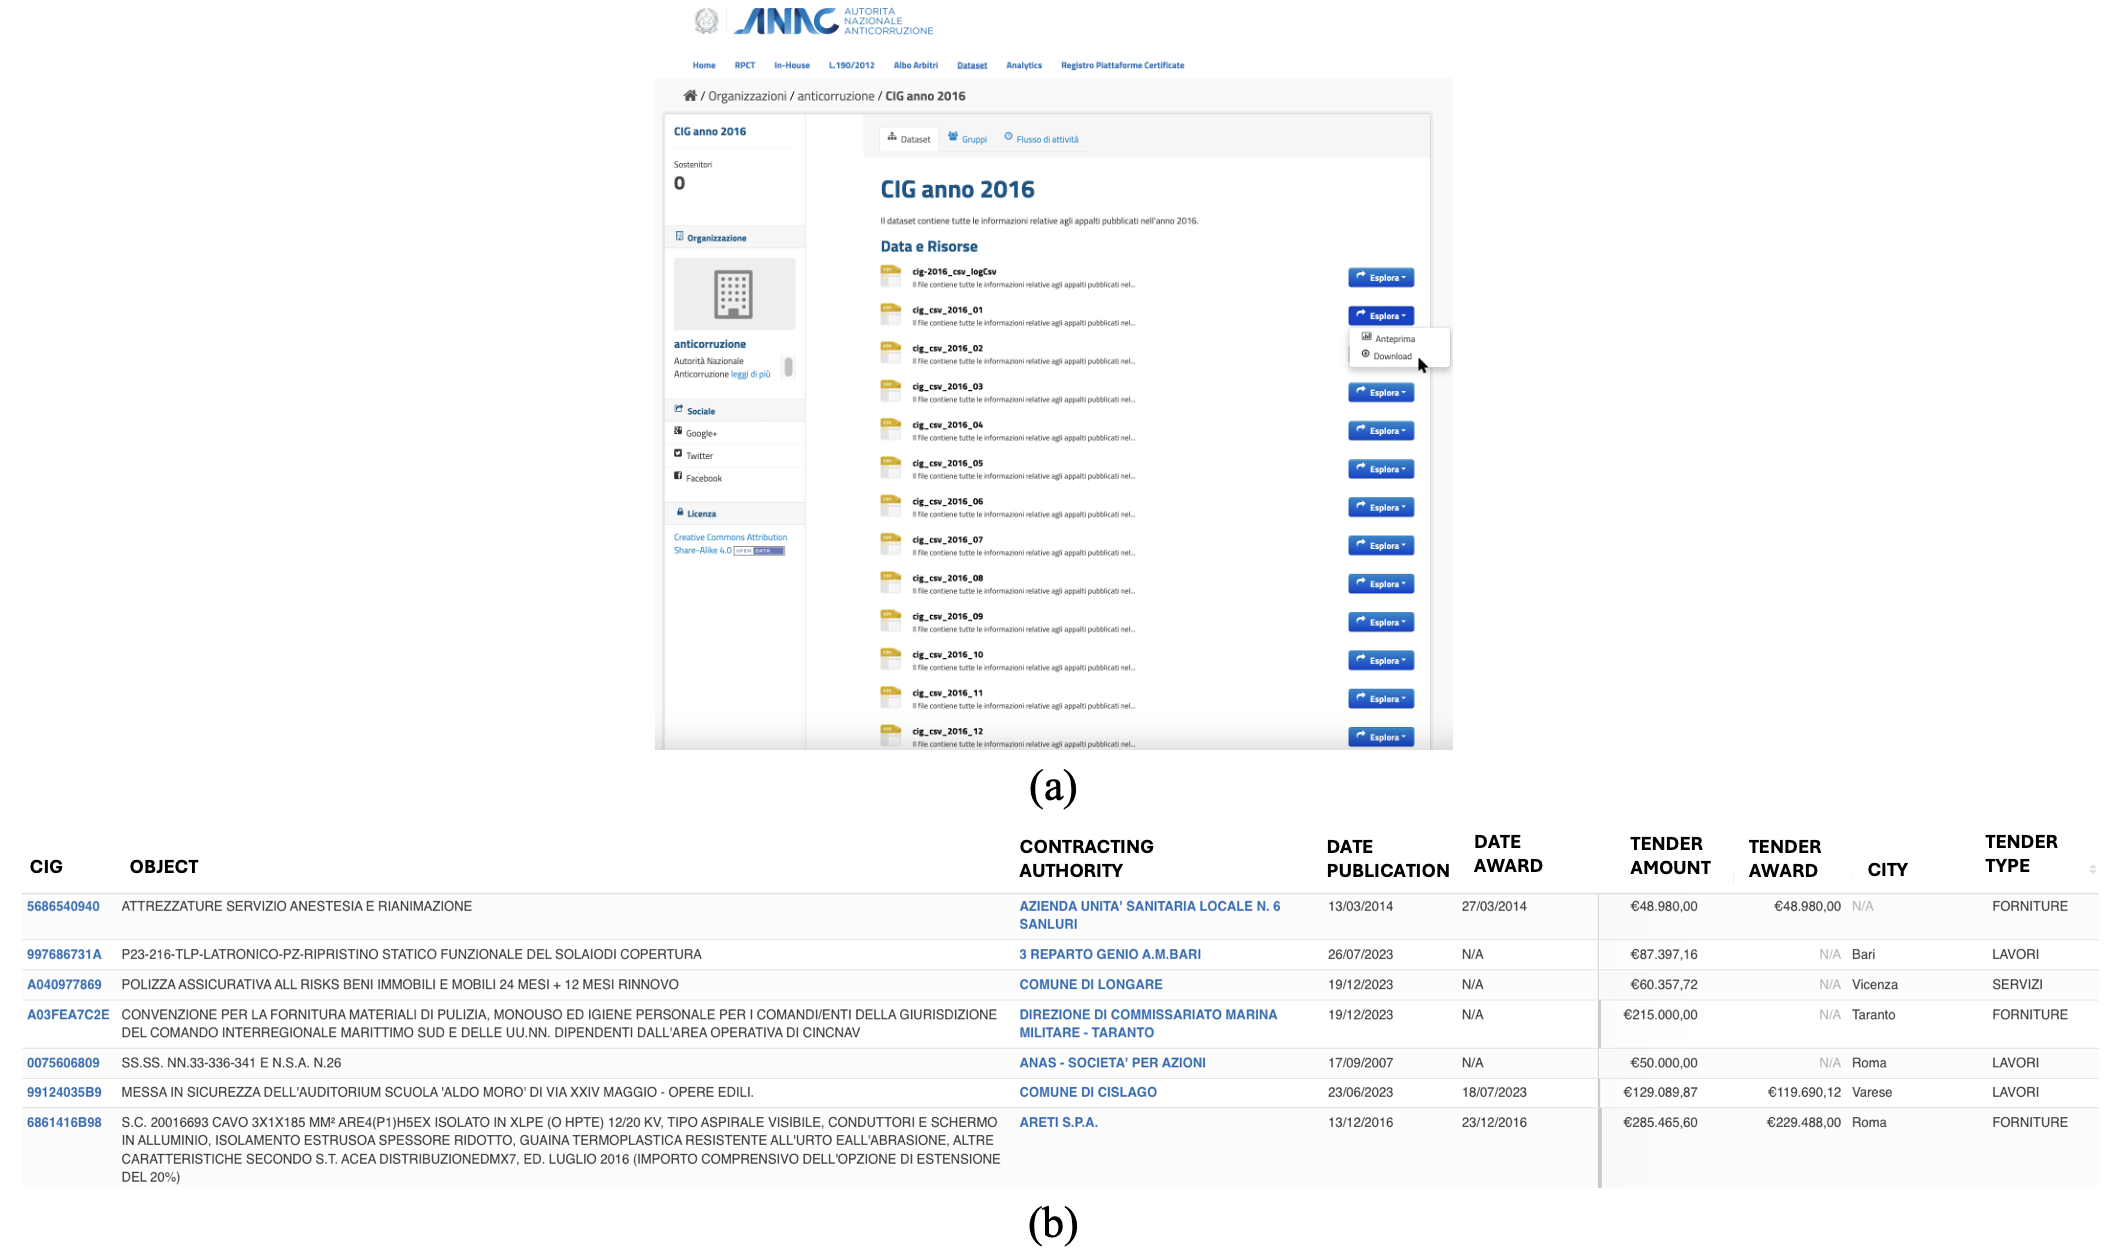 ANAC AUTORITÀ
NAZIONALE
ANTICORRUZIONE
Home RPCT In-House L.190/2012 Albo Arbitri Dataset Analytics Registro Piattaforme Certificate
/ Organizzazioni / anticorruzione / CIG anno 2016
CIG anno 2016
Sostenitori
0
Organizzazione
anticorruzione
Autorità Nazionale
Anticorruzione leggi di più
Sociale
Google+
Twitter
Facebook
Licenza
Creative Commons Attribution
Share-Alike 4.0 OPEN DATA
Dataset Gruppi Flusso di attività
CIG anno 2016
Il dataset contiene tutte le informazioni relative agli appalti pubblicati nell'anno 2016.
Data e Risorse
cig-2016_csv_logCsv
Il file contiene tutte le informazioni relative agli appalti pubblicati nel...
Esplora
cig_csv_2016_01
Il file contiene tutte le informazioni relative agli appalti pubblicati nel...
Esplora
Anteprima
Download
cig_csv_2016_02
Il file contiene tutte le informazioni relative agli appalti pubblicati nel...
cig_csv_2016_03
Il file contiene tutte le informazioni relative agli appalti pubblicati nel...
Esplora
cig_csv_2016_04
Il file contiene tutte le informazioni relative agli appalti pubblicati nel...
Esplora
cig_csv_2016_05
Il file contiene tutte le informazioni relative agli appalti pubblicati nel...
Esplora
cig_csv_2016_06
Il file contiene tutte le informazioni relative agli appalti pubblicati nel...
Esplora
cig_csv_2016_07
Il file contiene tutte le informazioni relative agli appalti pubblicati nel...
Esplora
cig_csv_2016_08
Il file contiene tutte le informazioni relative agli appalti pubblicati nel...
Esplora
cig_csv_2016_09
Il file contiene tutte le informazioni relative agli appalti pubblicati nel...
Esplora
cig_csv_2016_10
Il file contiene tutte le informazioni relative agli appalti pubblicati nel...
Esplora
cig_csv_2016_11
Il file contiene tutte le informazioni relative agli appalti pubblicati nel...
Esplora
cig_csv_2016_12
Il file contiene tutte le informazioni relative agli appalti pubblicati nel...
Esplora
(a)
CIG OBJECT CONTRACTING AUTHORITY DATE PUBLICATION DATE AWARD TENDER AMOUNT TENDER AWARD CITY TENDER TYPE
5686540940 ATTREZZATURE SERVIZIO ANESTESIA E RIANIMAZIONE AZIENDA UNITA' SANITARIA LOCALE N. 6 13/03/2014 27/03/2014 €48.980,00 €48.980,00 N/A FORNITURE
SANLURI
997686731A P23-216-TLP-LATRONICO-PZ-RIPRISTINO STATICO FUNZIONALE DEL SOLAIODI COPERTURA 3 REPARTO GENIO A.M.BARI 26/07/2023 N/A €87.397,16 N/A Bari LAVORI
A040977869 POLIZZA ASSICURATIVA ALL RISKS BENI IMMOBILI E MOBILI 24 MESI + 12 MESI RINNOVO COMUNE DI LONGARE 19/12/2023 N/A €60.357,72 N/A Vicenza SERVIZI
A03FEA7C2E CONVENZIONE PER LA FORNITURA MATERIALI DI PULIZIA, MONOUSO ED IGIENE PERSONALE PER I COMANDI/ENTI DELLA GIURISDIZIONE DIREZIONE DI COMMISSARIATO MARINA 19/12/2023 N/A €215.000,00 N/A Taranto FORNITURE
DEL COMANDO INTERREGIONALE MARITTIMO SUD E DELLE UU.NN. DIPENDENTI DALL'AREA OPERATIVA DI CINCNAV MILITARE - TARANTO
0075606809 SS.SS. NN.33-336-341 E N.S.A. N.26 ANAS - SOCIETA' PER AZIONI 17/09/2007 N/A €50.000,00 N/A Roma LAVORI
99124035B9 MESSA IN SICUREZZA DELL'AUDITORIUM SCUOLA 'ALDO MORO' DI VIA XXIV MAGGIO - OPERE EDILI. COMUNE DI CISLAGO 23/06/2023 18/07/2023 €129.089,87 €119.690,12 Varese LAVORI
6861416B98 S.C. 20016693 CAVO 3X1X185 MM² ARE4(P1)H5EX ISOLATO IN XLPE (O HPTE) 12/20 KV, TIPO ASPIRALE VISIBILE, CONDUTTORI E SCHERMO ARETI S.P.A. 13/12/2016 23/12/2016 €285.465,60 €229.488,00 Roma FORNITURE
IN ALLUMINIO, ISOLAMENTO ESTRUSOA SPESSORE RIDOTTO, GUAINA TERMOPLASTICA RESISTENTE ALL'URTO EALL'ABRASIONE, ALTRE
CARATTERISTICHE SECONDO S.T. ACEA DISTRIBUZIONEDMX7, ED. LUGLIO 2016 (IMPORTO COMPRENSIVO DELL'OPZIONE DI ESTENSIONE
DEL 20%)
(b)